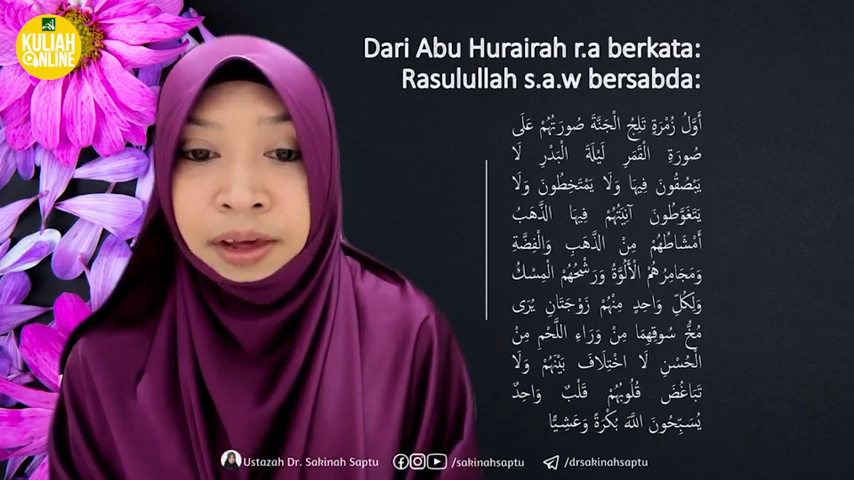 KULIAH
ONLINE
Dari Abu Hurairah r.a berkata:
Rasulullah s.a.w bersabda:
أَوَّلُ زُمْرَةٍ تَلِجُ الْجَنَّةَ صُورَتُهُمْ عَلَى
صُورَةِ الْقَمَرِ لَيْلَةَ الْبَدْرِ لَا
يَبْصُقُونَ فِيهَا وَلَا يَمْتَخِطُونَ وَلَا
يَتَغَوَّطُونَ آنِيَتُهُمْ فِيهَا الذَّهَبُ
أَمْشَاطُهُمْ مِنْ الذَّهَبِ وَالْفِضَّةِ
وَمَجَامِرُهُمْ الْأَلُوَّةُ وَرَشْحُهُمْ الْمِسْكُ
وَلِكُلِّ وَاحِدٍ مِنْهُمْ زَوْجَتَانِ يُرَى
مُخُّ سُوقِهِمَا مِنْ وَرَاءِ اللَّحْمِ مِنْ
الْحُسْنِ لَا اخْتِلَافَ بَيْنَهُمْ وَلَا
تَبَاغُضَ قُلُوبُهُمْ قَلْبٌ وَاحِدٌ
يُسَبِّحُونَ اللَّهَ بُكْرَةً وَعَشِيًّا
Ustazah Dr. Sakinah Saptu /sakinahsaptu /drsakinahsaptu